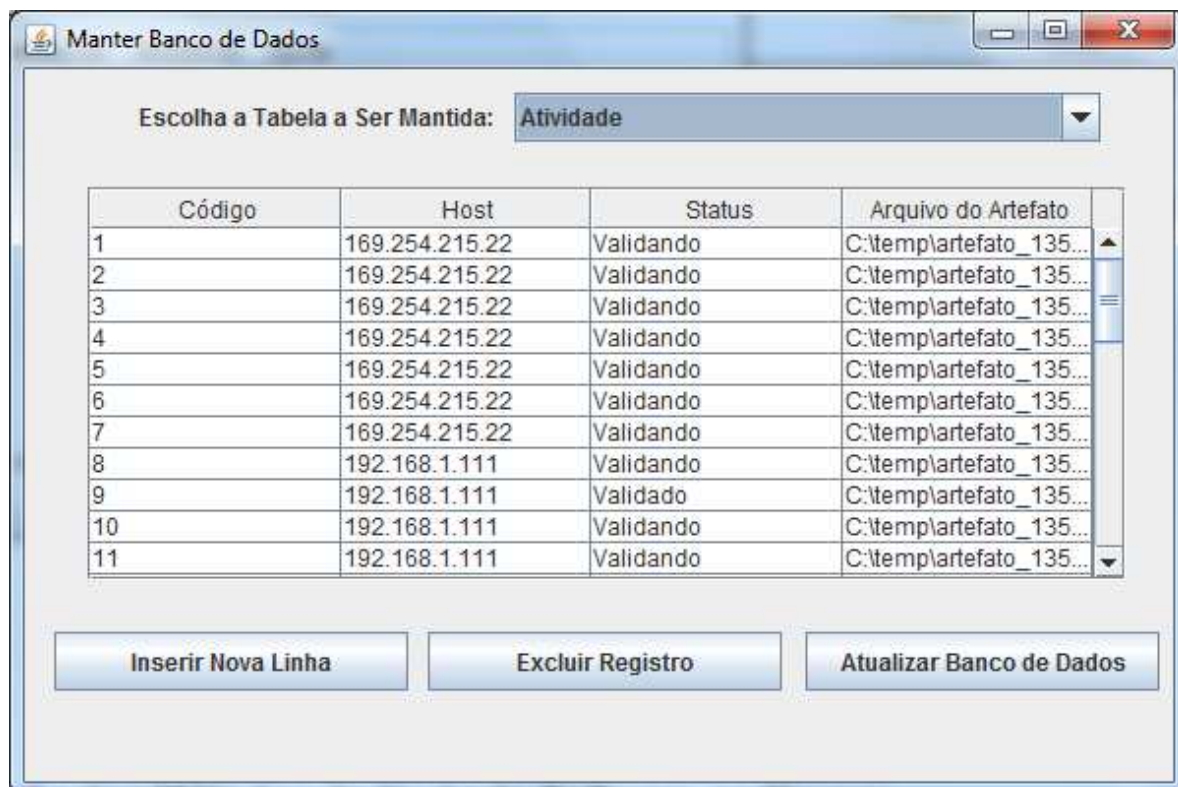 Manter Banco de Dados
Escolha a Tabela a Ser Mantida: Atividade
Código Host Status Arquivo do Artefato
1 169.254.215.22 Validando C:\temp\artefato_135...
2 169.254.215.22 Validando C:\temp\artefato_135...
3 169.254.215.22 Validando C:\temp\artefato_135...
4 169.254.215.22 Validando C:\temp\artefato_135...
5 169.254.215.22 Validando C:\temp\artefato_135...
6 169.254.215.22 Validando C:\temp\artefato_135...
7 169.254.215.22 Validando C:\temp\artefato_135...
8 192.168.1.111 Validando C:\temp\artefato_135...
9 192.168.1.111 Validado C:\temp\artefato_135...
10 192.168.1.111 Validando C:\temp\artefato_135...
11 192.168.1.111 Validando C:\temp\artefato_135...
Inserir Nova Linha Excluir Registro Atualizar Banco de Dados